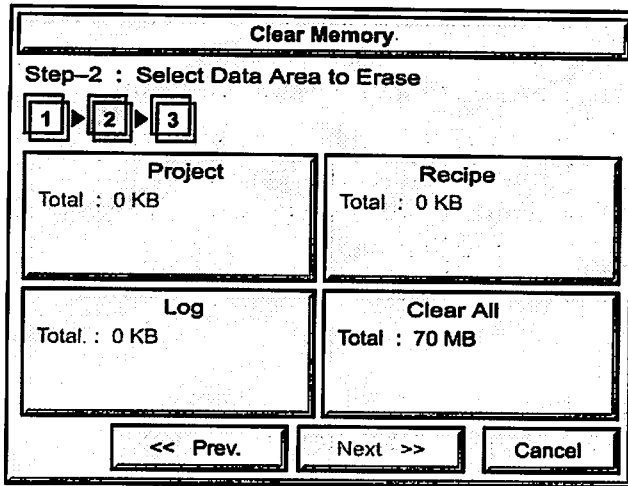 Clear Memory
Step-2 : Select Data Area to Erase
1 2 3
Project
Total : 0 KB
Recipe
Total : 0 KB
Log
Total. : 0 KB
Clear All
Total : 70 MB
<< Prev. Next >> Cancel